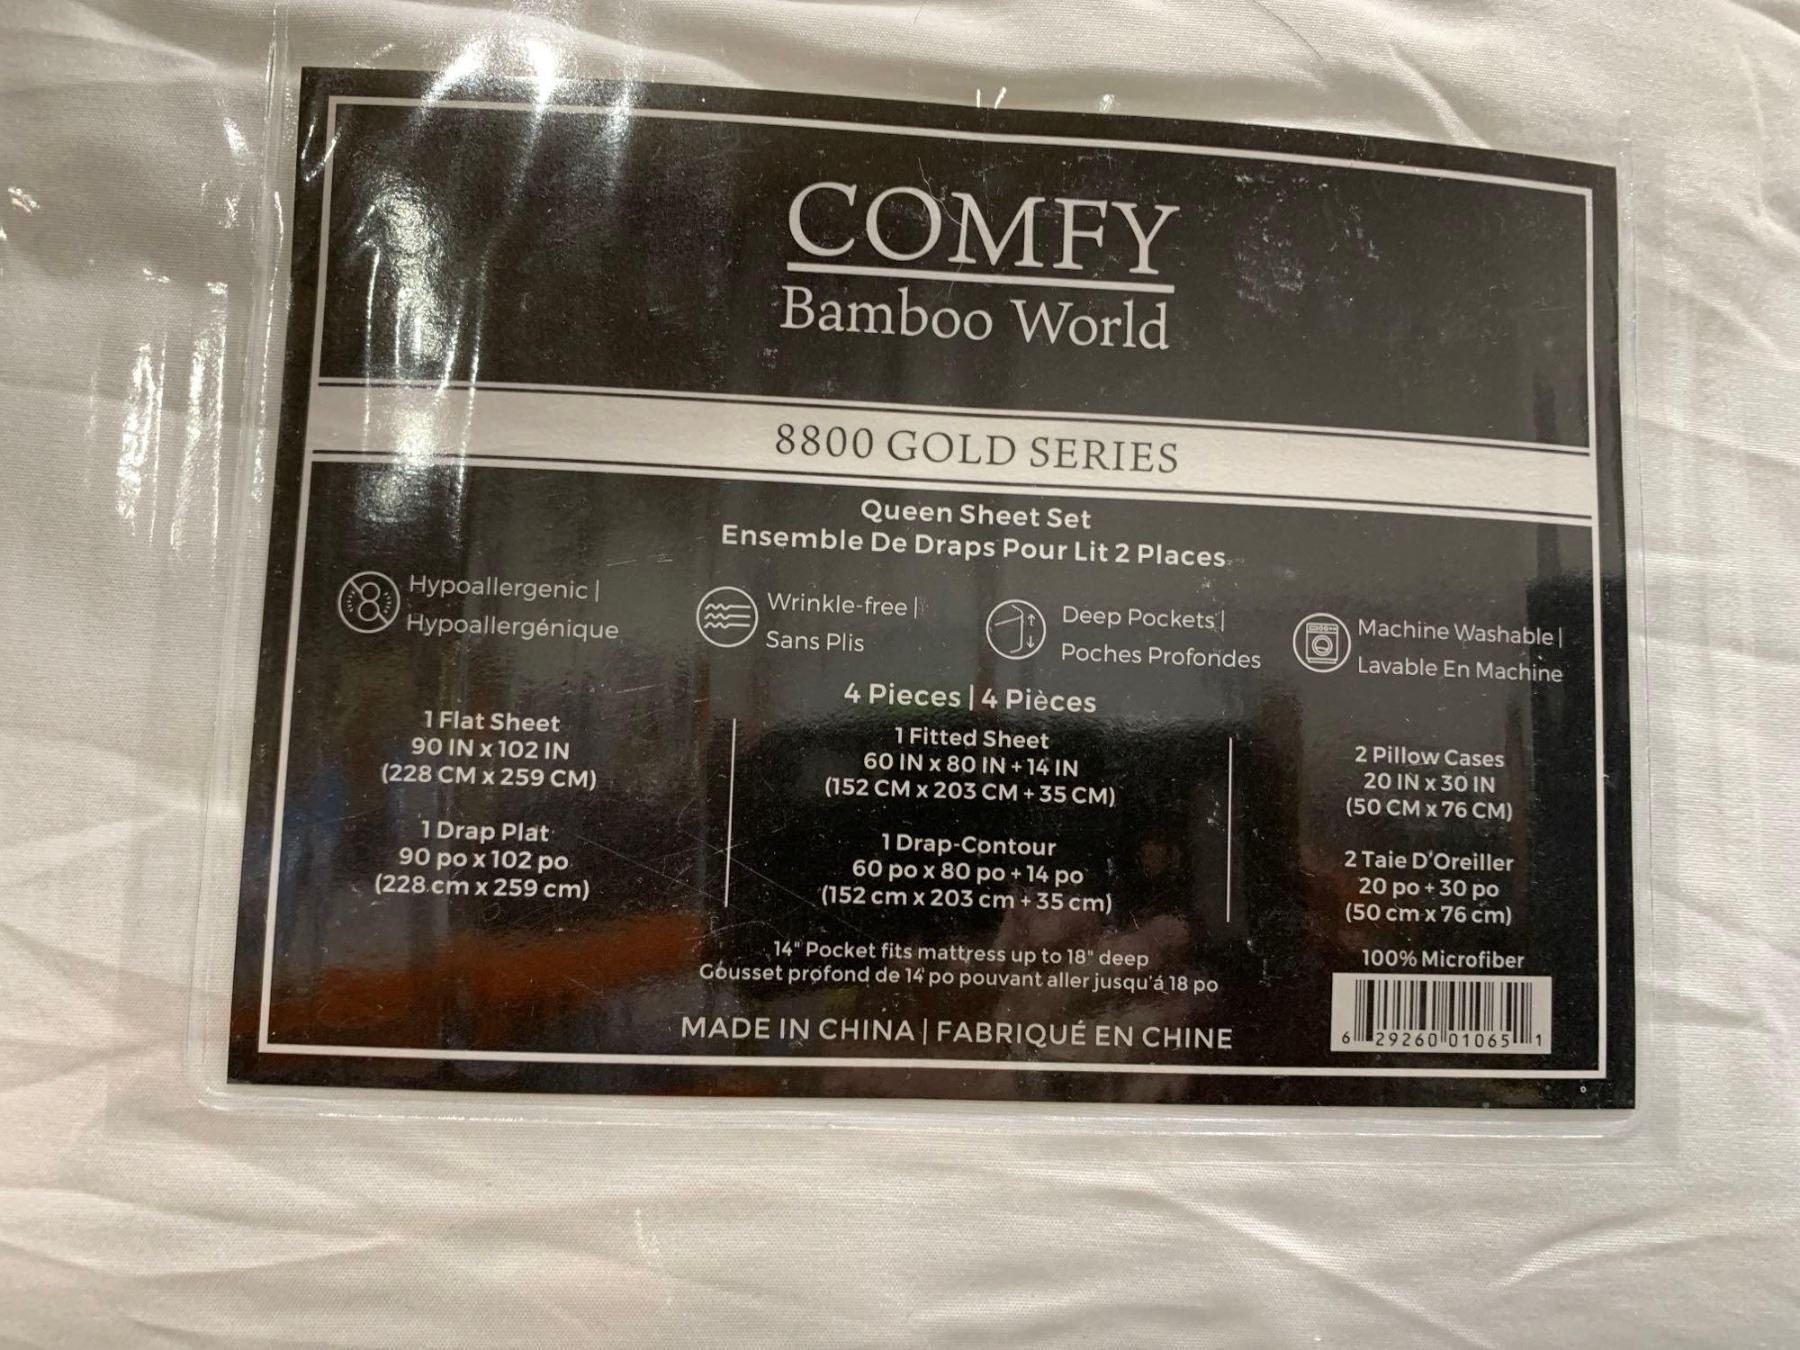 COMFY
Bamboo World
8800 GOLD SERIES
Queen Sheet Set
Ensemble De Draps Pour Lit 2 Places
Hypoallergenic |
Hypoallergénique
Wrinkle-free |
Sans Plis
Deep Pockets |
Poches Profondes
Machine Washable |
Lavable En Machine
4 Pieces | 4 Pièces
1 Flat Sheet
90 IN x 102 IN
(228 CM x 259 CM)
1 Drap Plat
90 po x 102 po
(228 cm x 259 cm)
1 Fitted Sheet
60 IN x 80 IN + 14 IN
(152 CM x 203 CM + 35 CM)
1 Drap-Contour
60 po x 80 po + 14 po
(152 cm x 203 cm + 35 cm)
2 Pillow Cases
20 IN x 30 IN
(50 CM x 76 CM)
2 Taie D'Oreiller
20 po + 30 po
(50 cm x 76 cm)
14" Pocket fits mattress up to 18" deep
Gousset profond de 14 po pouvant aller jusqu'á 18 po
MADE IN CHINA | FABRIQUÉ EN CHINE
100% Microfiber
6 29260 01065 1